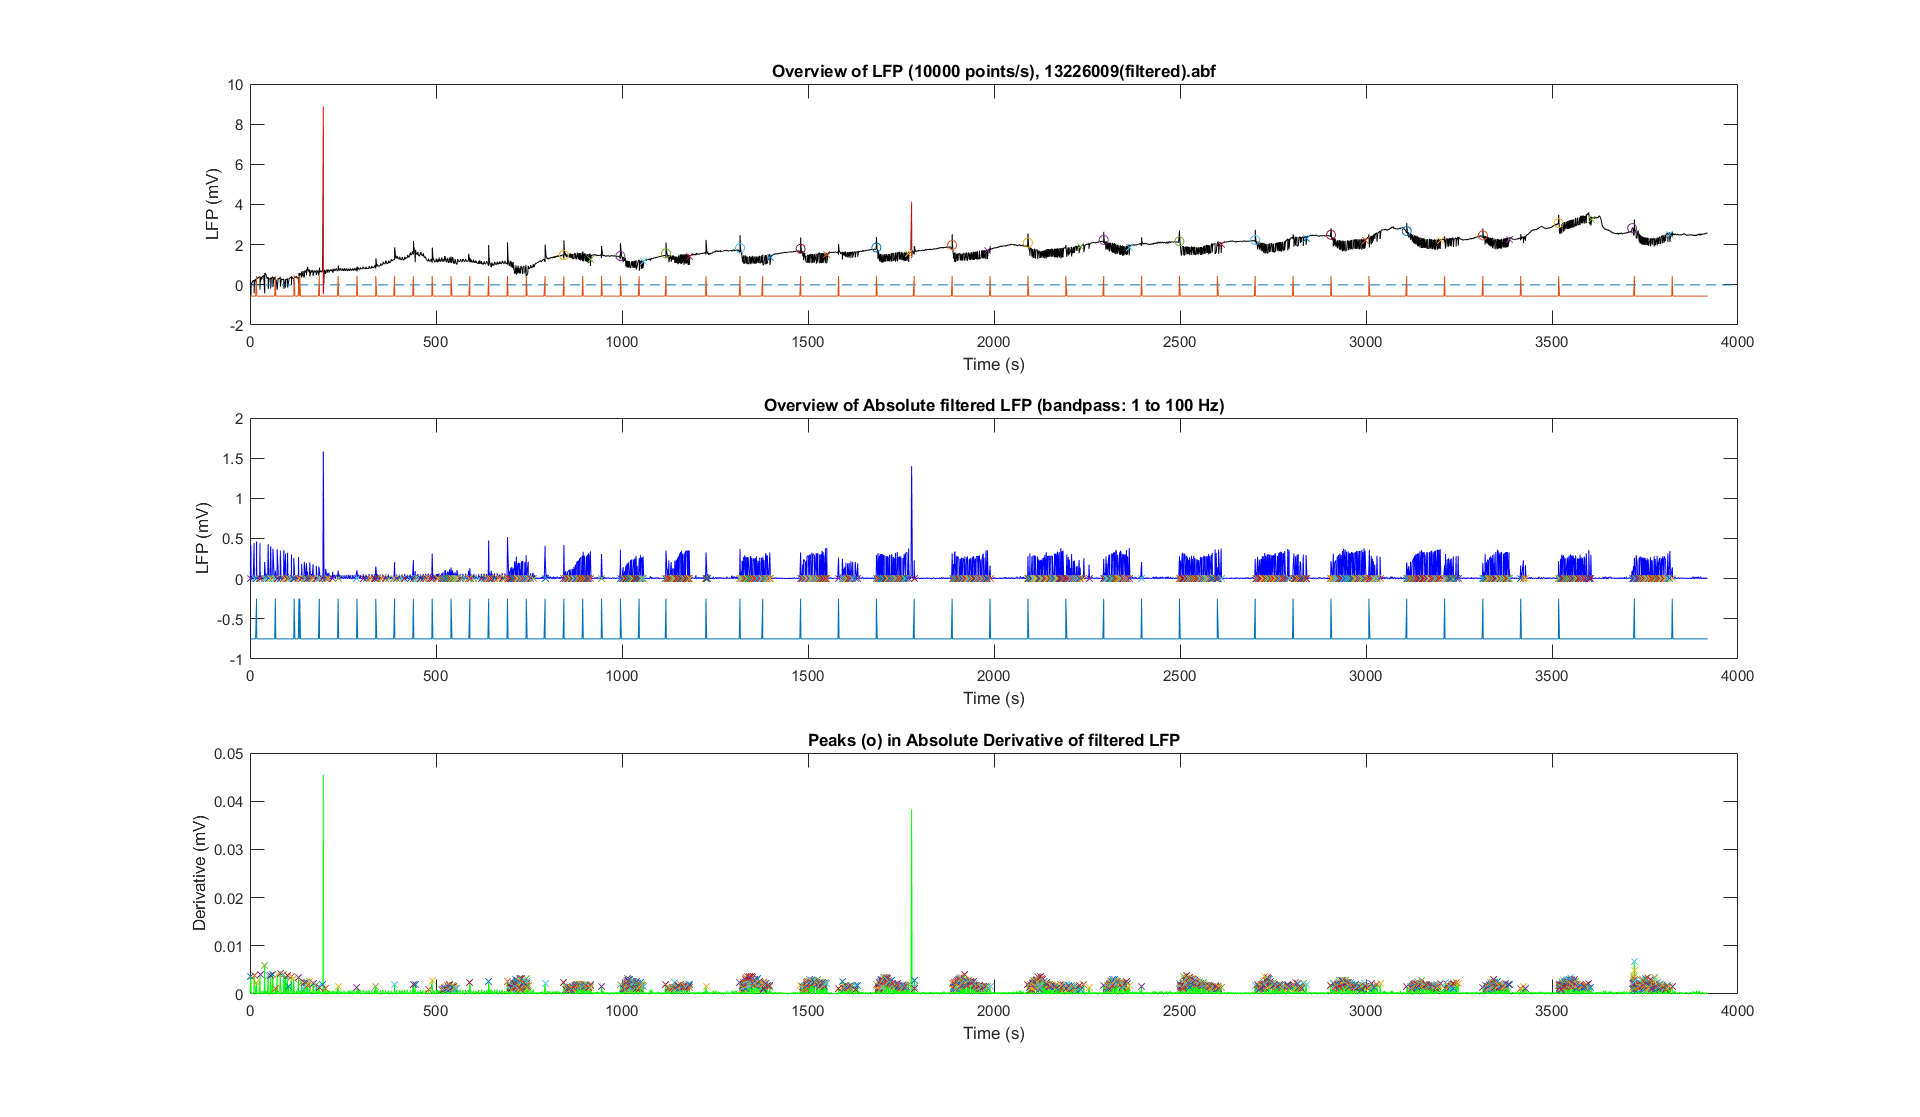 Overview of LFP (10000 points/s), 13226009(filtered).abf
10
8
6
4
2
0
-2
LFP (mV)
0 500 1000 1500 2000 2500 3000 3500 4000
Time (s)
Overview of Absolute filtered LFP (bandpass: 1 to 100 Hz)
2
1.5
1
0.5
0
-0.5
-1
LFP (mV)
0 500 1000 1500 2000 2500 3000 3500 4000
Time (s)
Peaks (o) in Absolute Derivative of filtered LFP
0.05
0.04
0.03
0.02
0.01
0
Derivative (mV)
0 500 1000 1500 2000 2500 3000 3500 4000
Time (s)